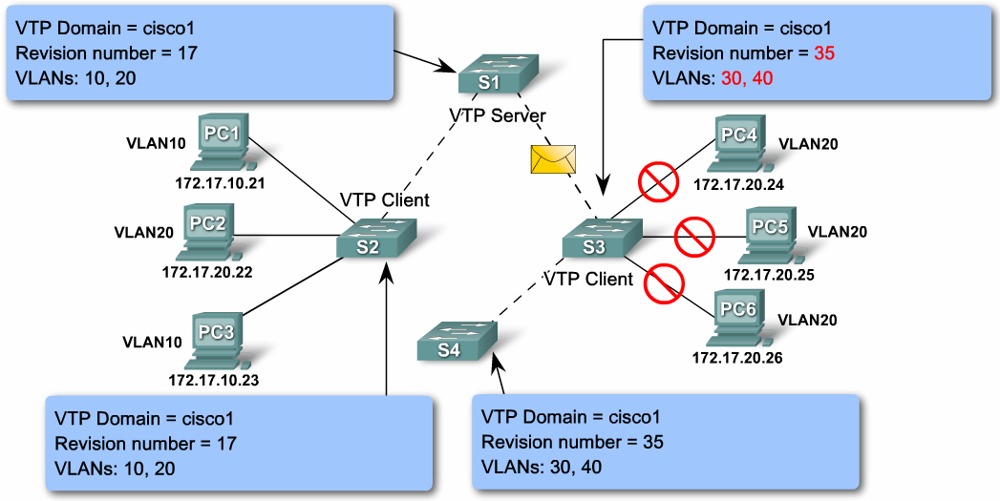 VTP Domain = cisco1
Revision number = 17
VLANs: 10, 20
VTP Domain = cisco1
Revision number = 35
VLANs: 30, 40
S1
VTP Server
PC1
VLAN10
172.17.10.21
PC4
VLAN20
172.17.20.24
VTP Client
PC2
VLAN20
172.17.20.22
S2
S3
VTP Client
PC5
VLAN20
172.17.20.25
PC3
VLAN10
172.17.10.23
S4
PC6
VLAN20
172.17.20.26
VTP Domain = cisco1
Revision number = 17
VLANs: 10, 20
VTP Domain = cisco1
Revision number = 35
VLANs: 30, 40